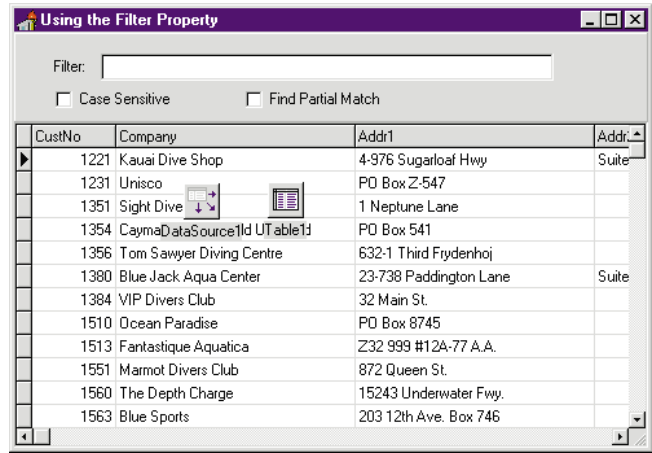 Using the Filter Property
Filter:
Case Sensitive Find Partial Match
CustNo Company Addr1
1221 Kauai Dive Shop 4-976 Sugarloaf Hwy Suite
1231 Unisco PO Box Z-547
1351 Sight Dive 1 Neptune Lane
1354 Cayma DataSource1 ld U Table1 PO Box 541
1356 Tom Sawyer Diving Centre 632-1 Third Frydenhoj
1380 Blue Jack Aqua Center 23-738 Paddington Lane Suite
1384 VIP Divers Club 32 Main St.
1510 Ocean Paradise PO Box 8745
1513 Fantastique Aquatica Z32 999 #12A-77 A.A.
1551 Marmot Divers Club 872 Queen St.
1560 The Depth Charge 15243 Underwater Fwy.
1563 Blue Sports 203 12th Ave. Box 746